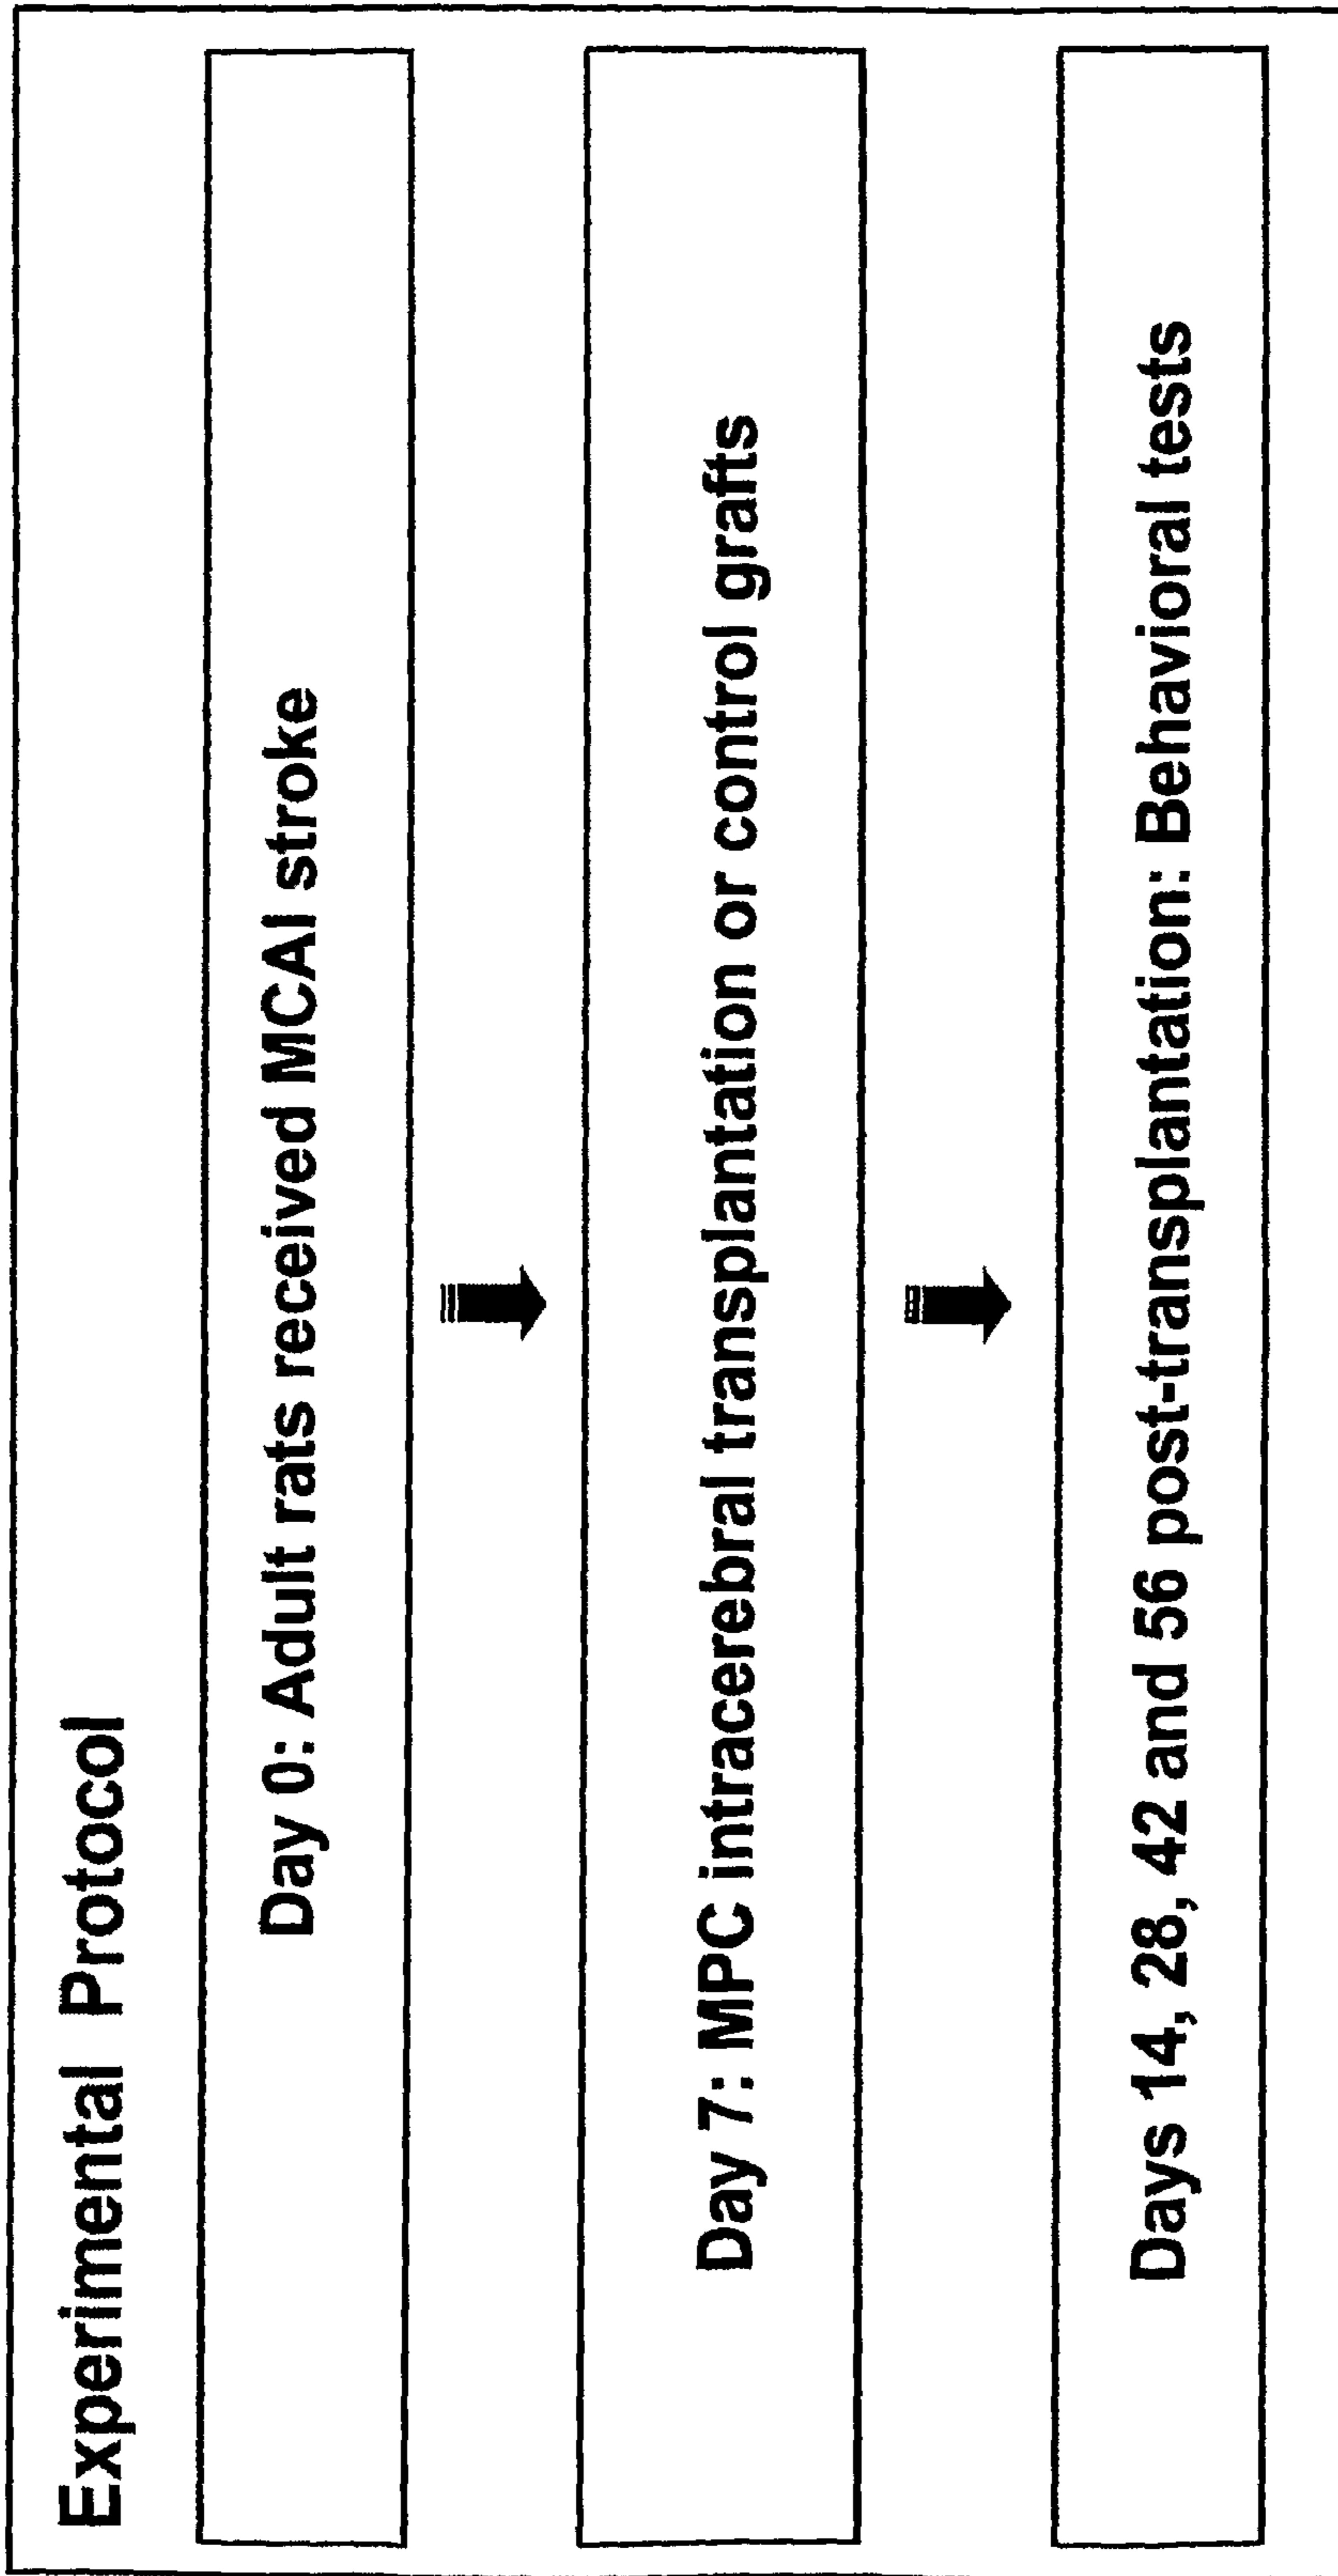 Experimental Protocol
Day 0: Adult rats received MCAl stroke
Day 7: MPC intracerebral transplantation or control grafts
Days 14, 28, 42 and 56 post-transplantation: Behavioral tests